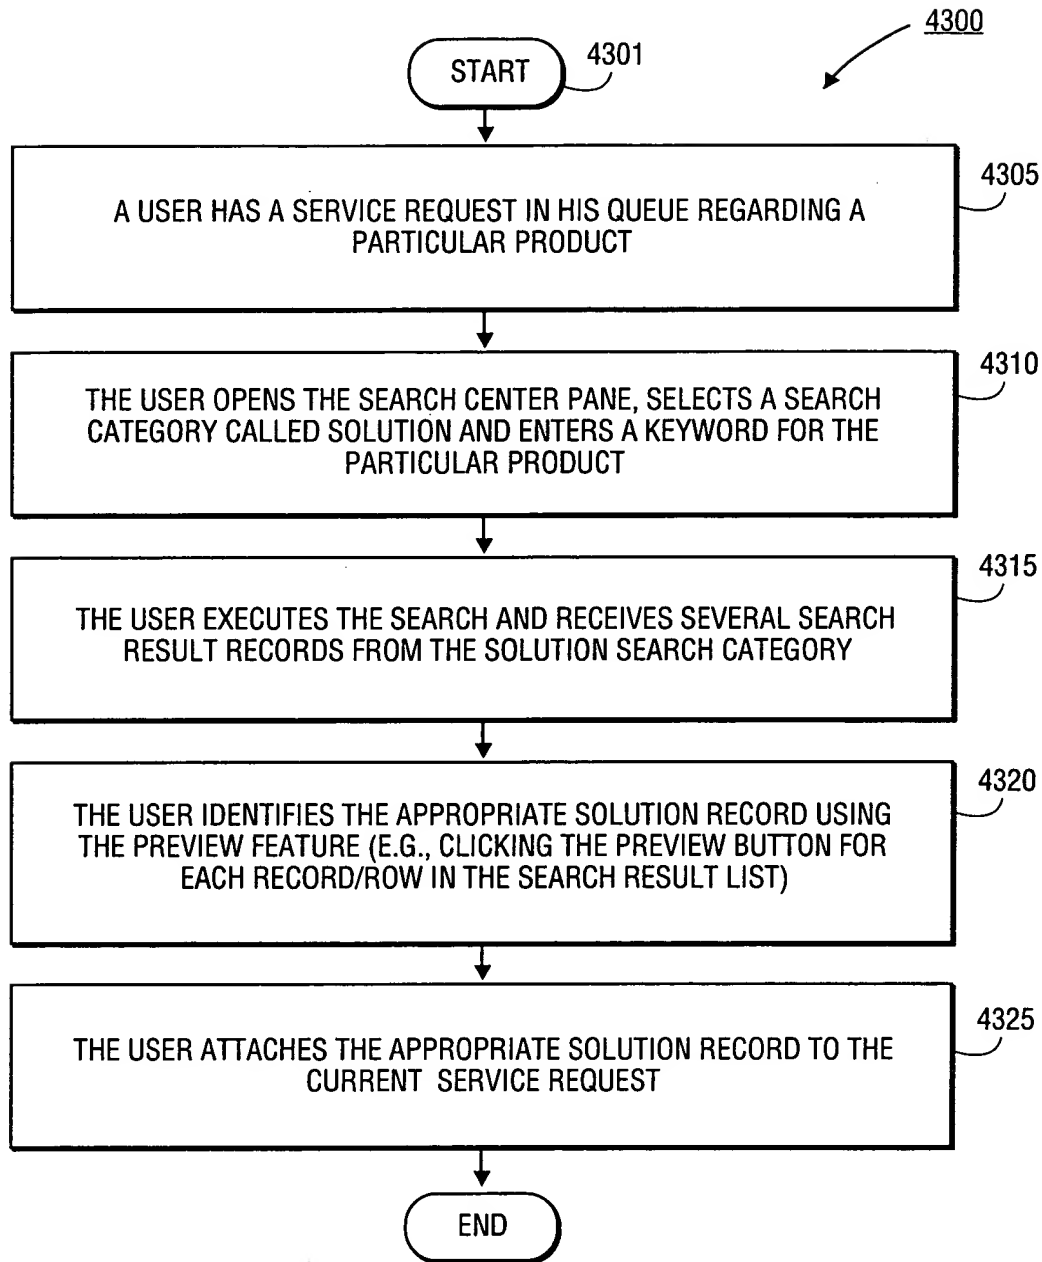 4300
START
4301
A USER HAS A SERVICE REQUEST IN HIS QUEUE REGARDING A
PARTICULAR PRODUCT
4305
THE USER OPENS THE SEARCH CENTER PANE, SELECTS A SEARCH
CATEGORY CALLED SOLUTION AND ENTERS A KEYWORD FOR THE
PARTICULAR PRODUCT
4310
THE USER EXECUTES THE SEARCH AND RECEIVES SEVERAL SEARCH
RESULT RECORDS FROM THE SOLUTION SEARCH CATEGORY
4315
THE USER IDENTIFIES THE APPROPRIATE SOLUTION RECORD USING
THE PREVIEW FEATURE (E.G., CLICKING THE PREVIEW BUTTON FOR
EACH RECORD/ROW IN THE SEARCH RESULT LIST)
4320
THE USER ATTACHES THE APPROPRIATE SOLUTION RECORD TO THE
CURRENT SERVICE REQUEST
4325
END